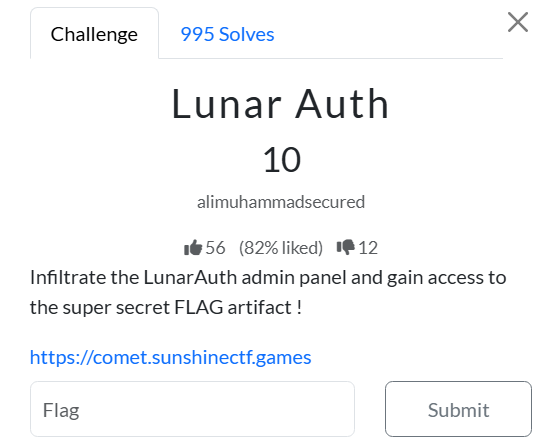 Challenge
995 Solves
Lunar Auth
10
alimuhammadsecured
56 (82% liked) 12
Infiltrate the LunarAuth admin panel and gain access to
the super secret FLAG artifact !
https://comet.sunshinectf.games
Flag
Submit